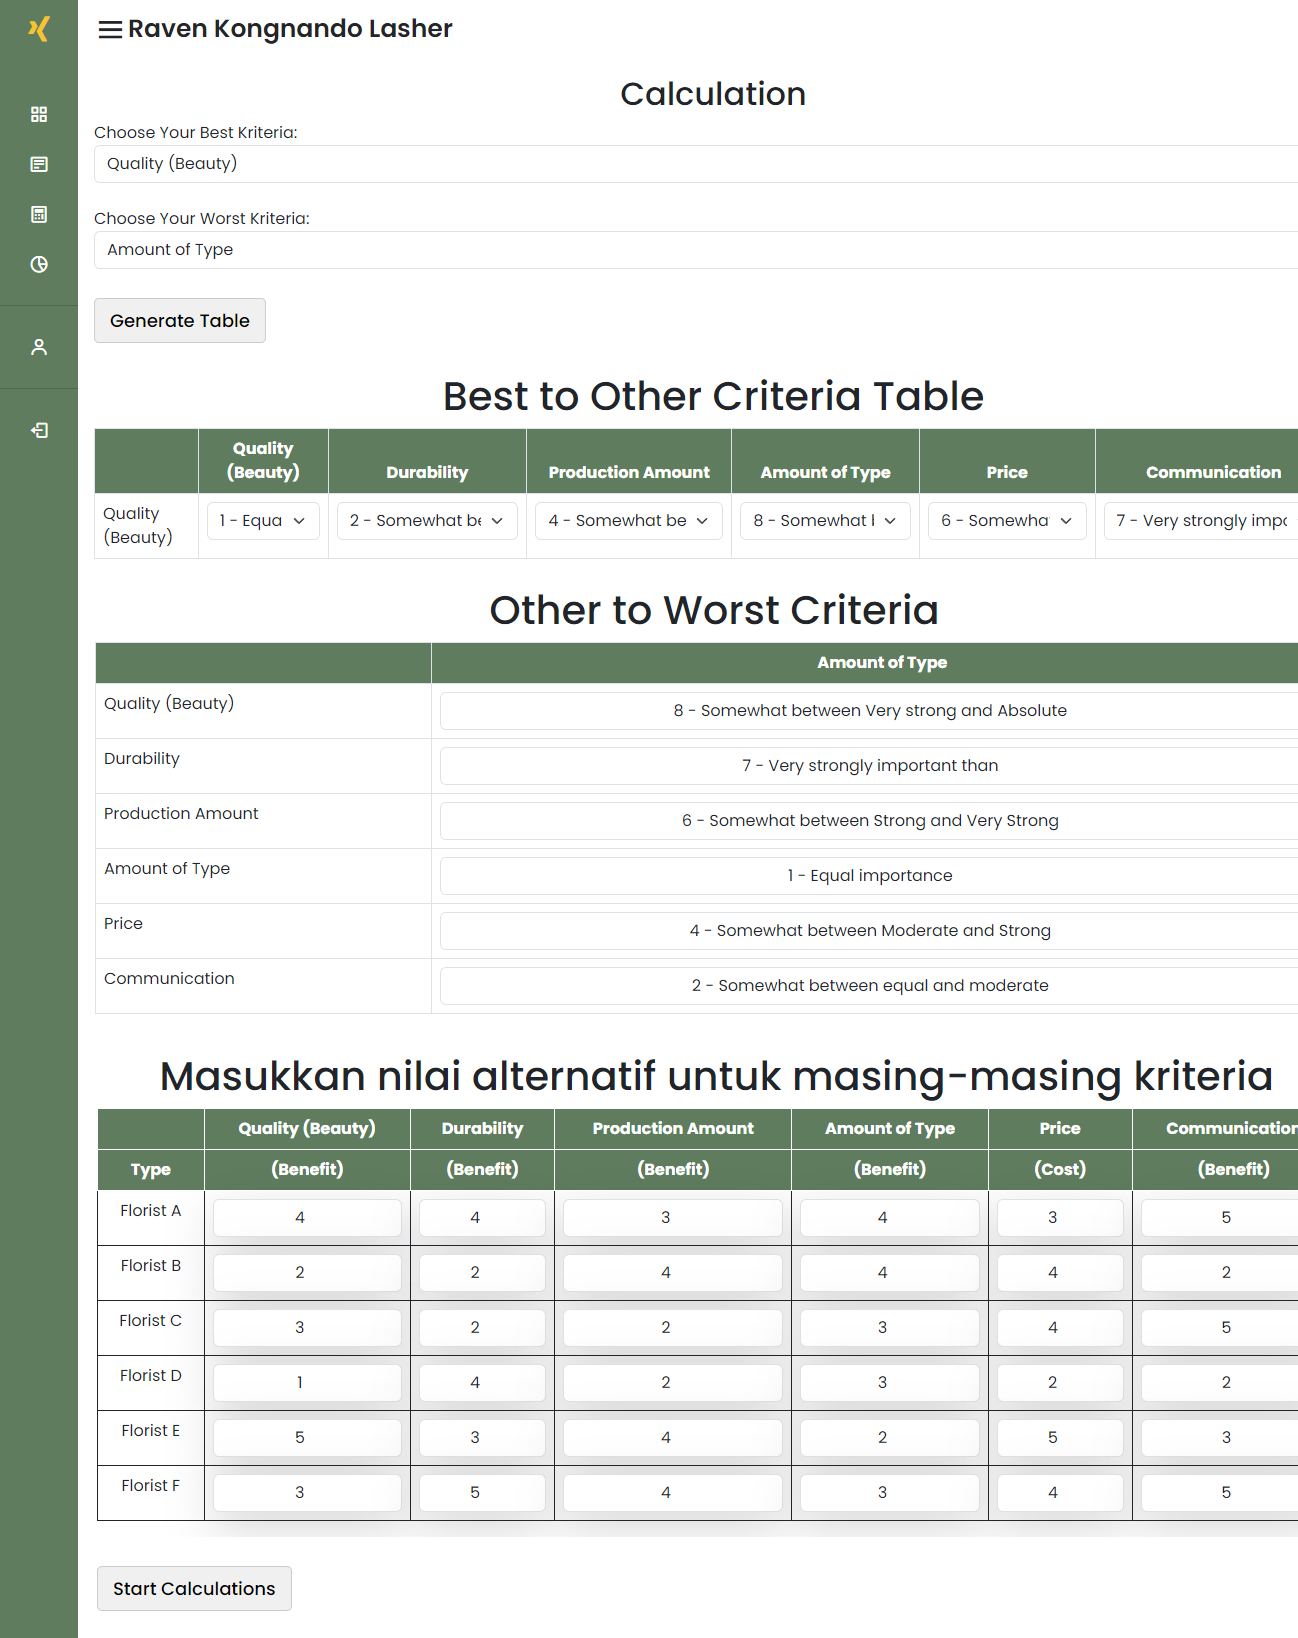 Raven Kongnando Lasher
Calculation
Choose Your Best Kriteria:
Quality (Beauty)
Choose Your Worst Kriteria:
Amount of Type
Generate Table
Best to Other Criteria Table
Quality (Beauty) Durability Production Amount Amount of Type Price Communication
Quality (Beauty) 1 - Equa 2 - Somewhat be 4 - Somewhat be 8 - Somewhat 6 - Somewha 7 - Very strongly impo
Other to Worst Criteria
Amount of Type
Quality (Beauty) 8 - Somewhat between Very strong and Absolute
Durability 7 - Very strongly important than
Production Amount 6 - Somewhat between Strong and Very Strong
Amount of Type 1 - Equal importance
Price 4 - Somewhat between Moderate and Strong
Communication 2 - Somewhat between equal and moderate
Masukkan nilai alternatif untuk masing-masing kriteria
Quality (Beauty) Durability Production Amount Amount of Type Price Communication
Type (Benefit) (Benefit) (Benefit) (Benefit) (Cost) (Benefit)
Florist A 4 4 3 4 3 5
Florist B 2 2 4 4 4 2
Florist C 3 2 2 3 4 5
Florist D 1 4 2 3 2 2
Florist E 5 3 4 2 5 3
Florist F 3 5 4 3 4 5
Start Calculations